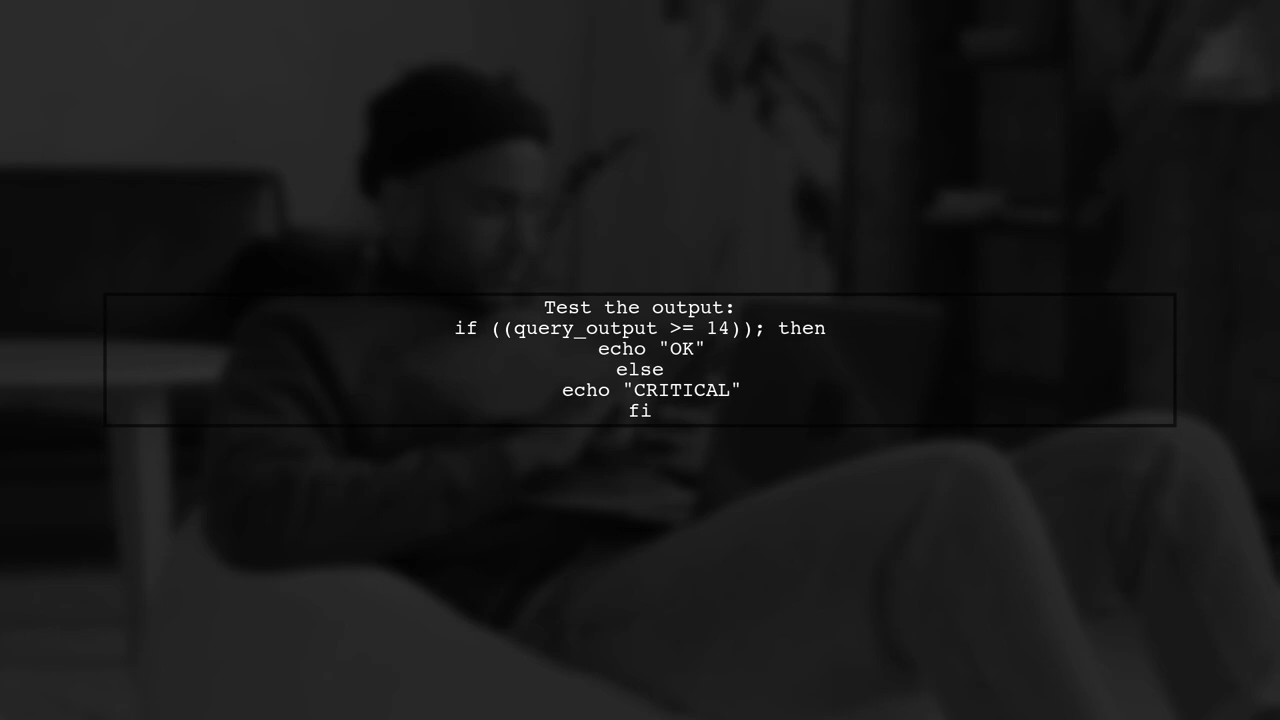 Test the output:
if ((query_output >= 14)); then
echo "OK"
else
echo "CRITICAL"
fi